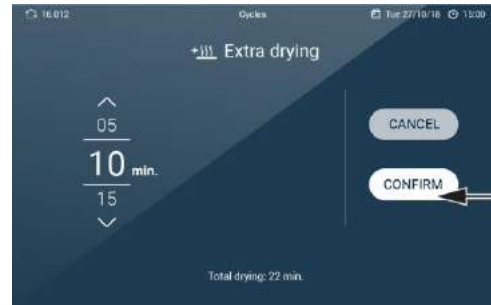 16.012 Cycles Tue 27/10/18 15:00
Extra drying
05
10 min.
15
CANCEL
CONFIRM
Total drying: 22 min.